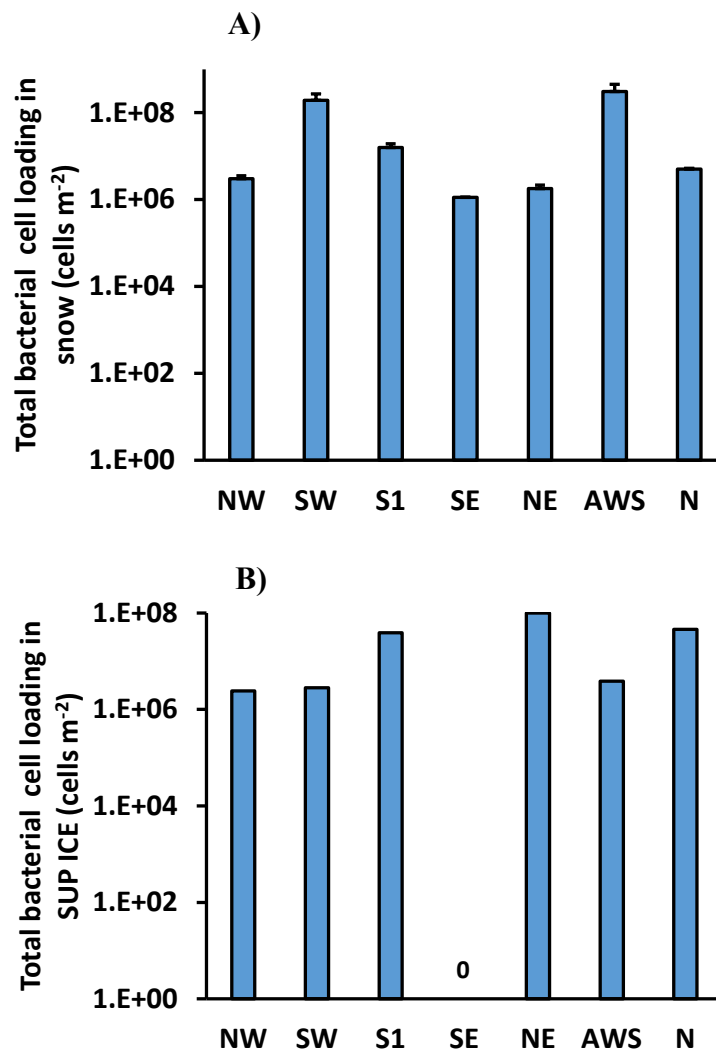 A)
Total bacterial cell loading in
snow (cells m⁻²)
1.E+08
1.E+06
1.E+04
1.E+02
1.E+00
NW SW S1 SE NE AWS N
B)
Total bacterial cell loading in
SUP ICE (cells m⁻²)
1.E+08
1.E+06
1.E+04
1.E+02
1.E+00
0
NW SW S1 SE NE AWS N